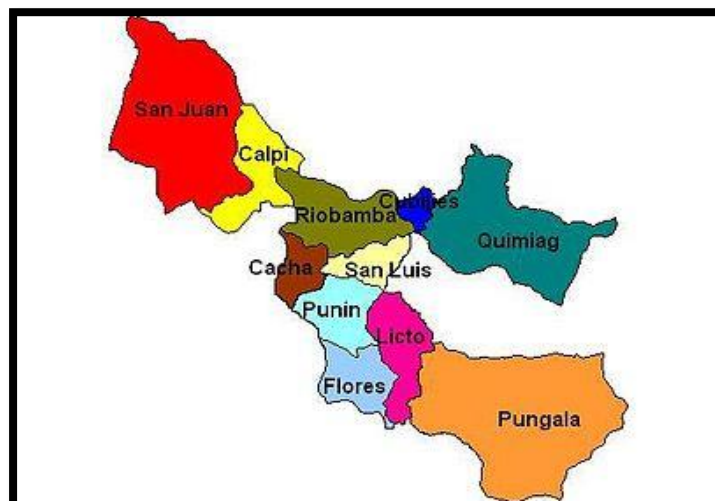 San Juan
Calpi
Riobamba
Cubijies
Quimiag
Cacha
San Luis
Punin
Licto
Flores
Pungala